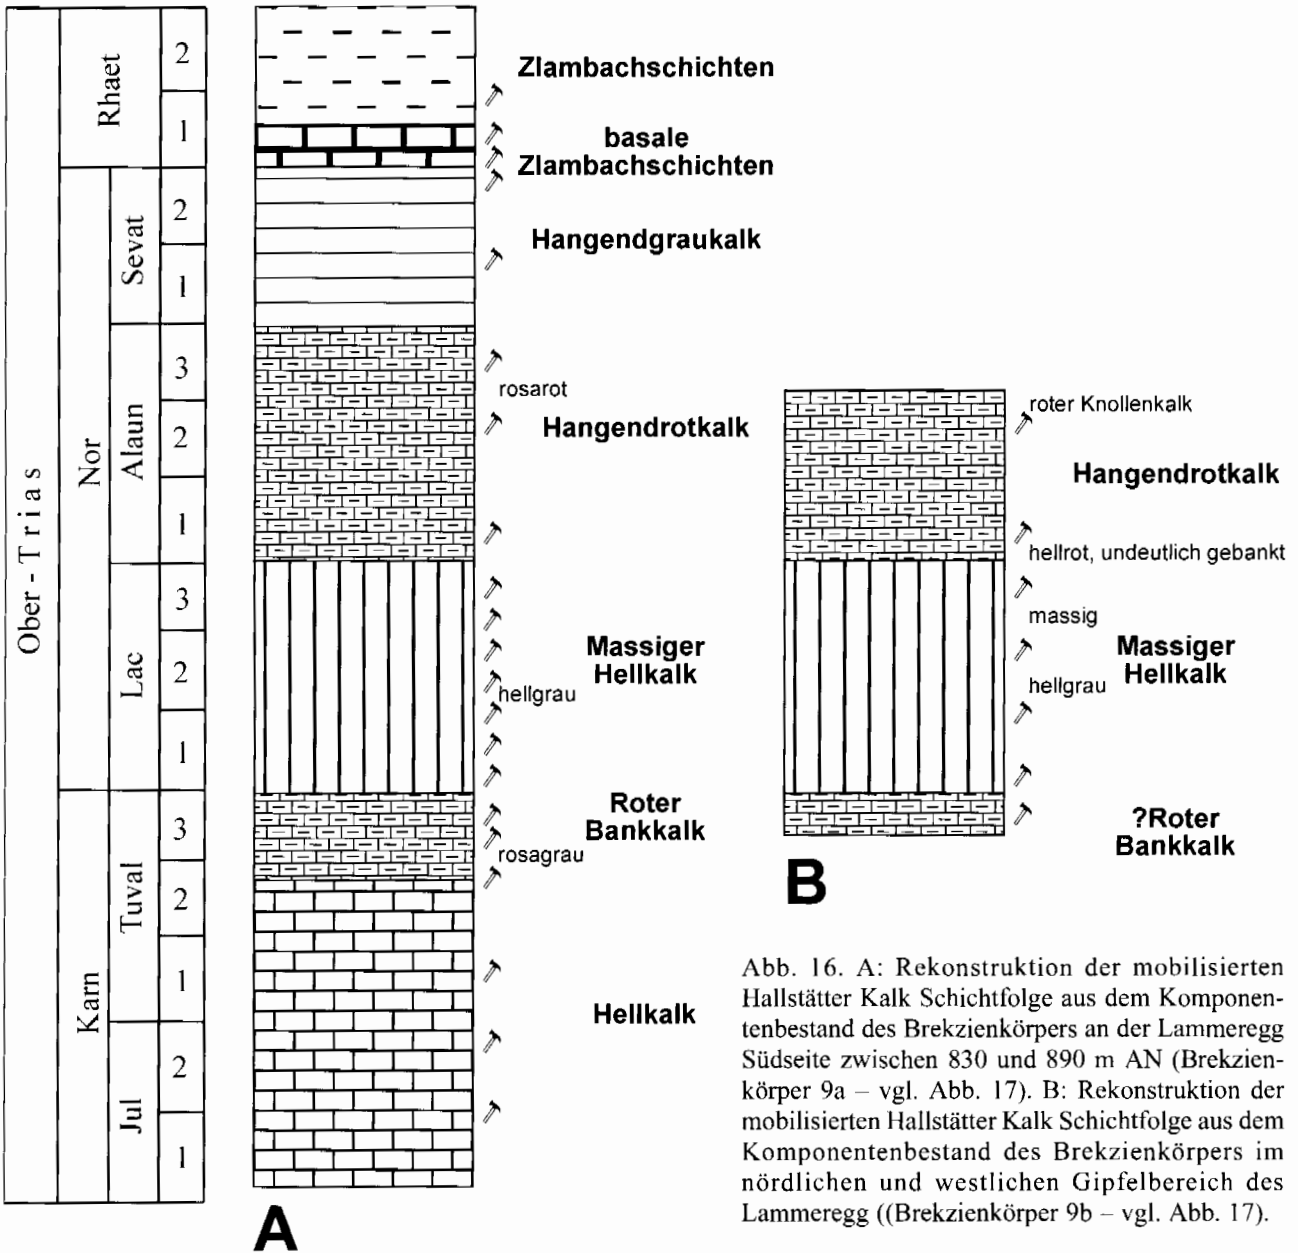 Ober - Trias
Rhaet
2
1
Nor
Sevat
2
1
Alaun
3
2
1
Lac
3
2
1
Karn
Tuval
3
2
1
Jul
2
1
Zlambachschichten
basale
Zlambachschichten
Hangendgraukalk
rosarot
Hangendrotkalk
Massiger
Hellkalk
hellgrau
Roter
Bankkalk
rosagrau
Hellkalk
A
roter Knollenkalk
Hangendrotkalk
hellrot, undeutlich gebankt
massig
Massiger
Hellkalk
hellgrau
?Roter
Bankkalk
B
Abb. 16. A: Rekonstruktion der mobilisierten
Hallstätter Kalk Schichtfolge aus dem Komponen-
tenbestand des Brekzienkörpers an der Lammeregg
Südseite zwischen 830 und 890 m AN (Brekzien-
körper 9a – vgl. Abb. 17). B: Rekonstruktion der
mobilisierten Hallstätter Kalk Schichtfolge aus dem
Komponentenbestand des Brekzienkörpers im
nördlichen und westlichen Gipfelbereich des
Lammeregg ((Brekzienkörper 9b – vgl. Abb. 17).